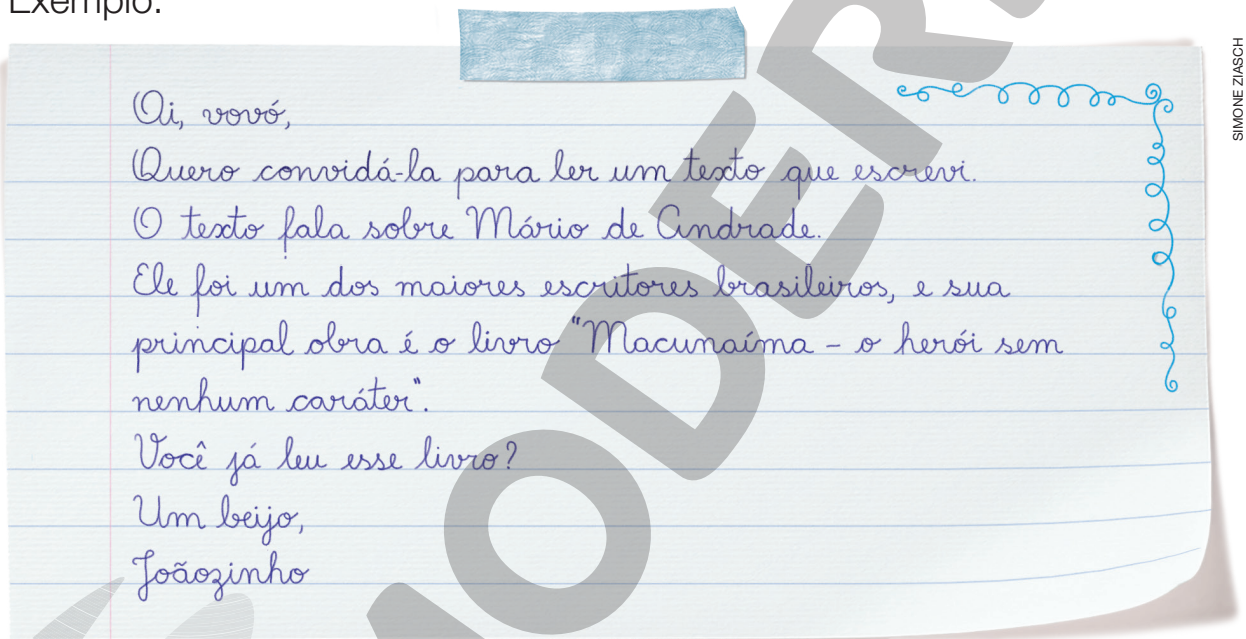 Exemplo:
SIMONE ZIASCH
Oi, vovó,
Quero convidá-la para ler um texto que escrevi.
O texto fala sobre Mário de Andrade.
Ele foi um dos maiores escritores brasileiros, e sua
principal obra é o livro "Macunaíma - o herói sem
nenhum caráter".
Você já leu esse livro?
Um beijo,
Joãozinho
MODER